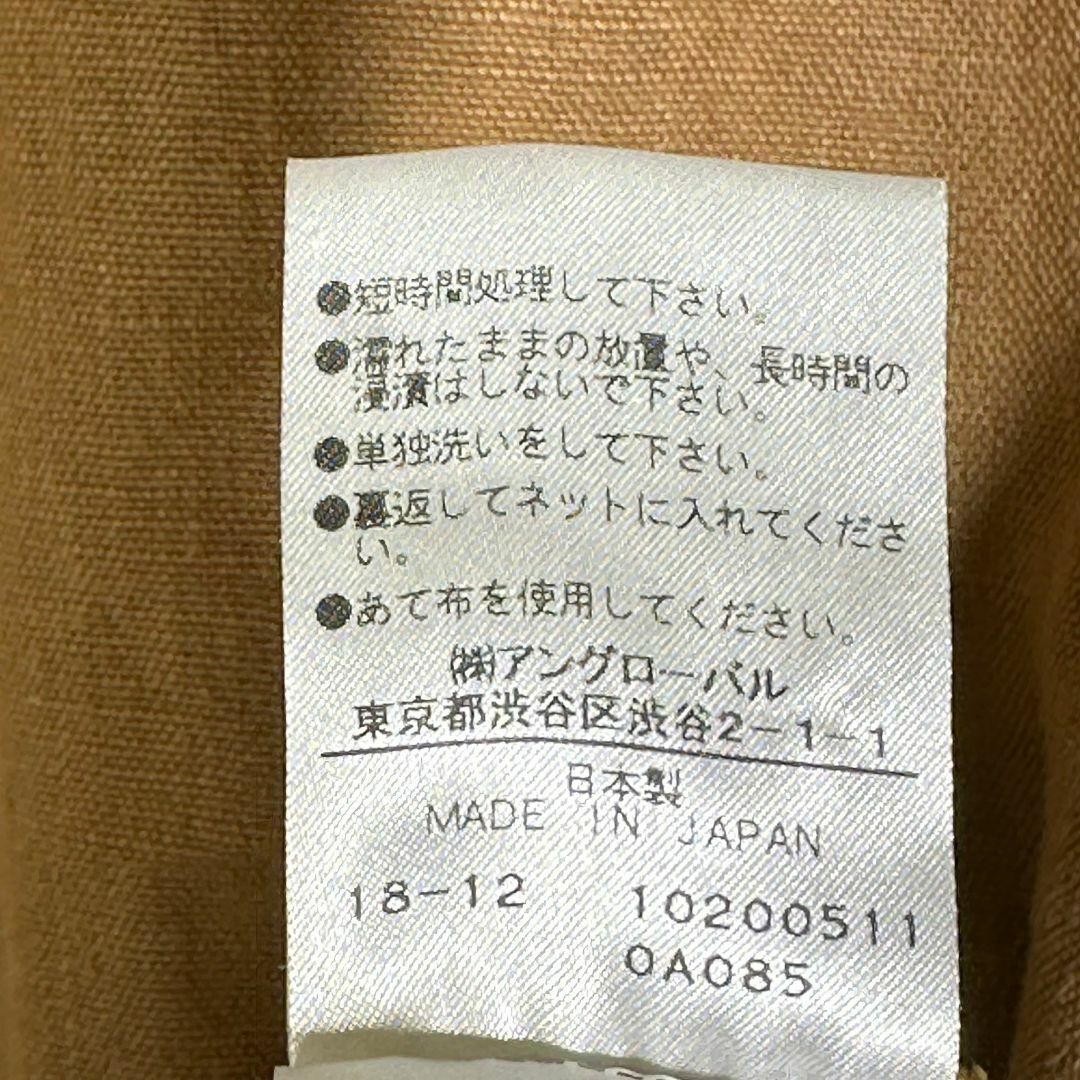 ●短時間処理して下さい。
●濡れたままの放置や、長時間の
浸漬はしないで下さい。
●単独洗いをして下さい。
●裏返してネットに入れてくださ
い。
●あて布を使用してください。
㈱アングローバル
東京都渋谷区渋谷2-1-1
日本製
MADE IN JAPAN
18-12 10200511
0A085